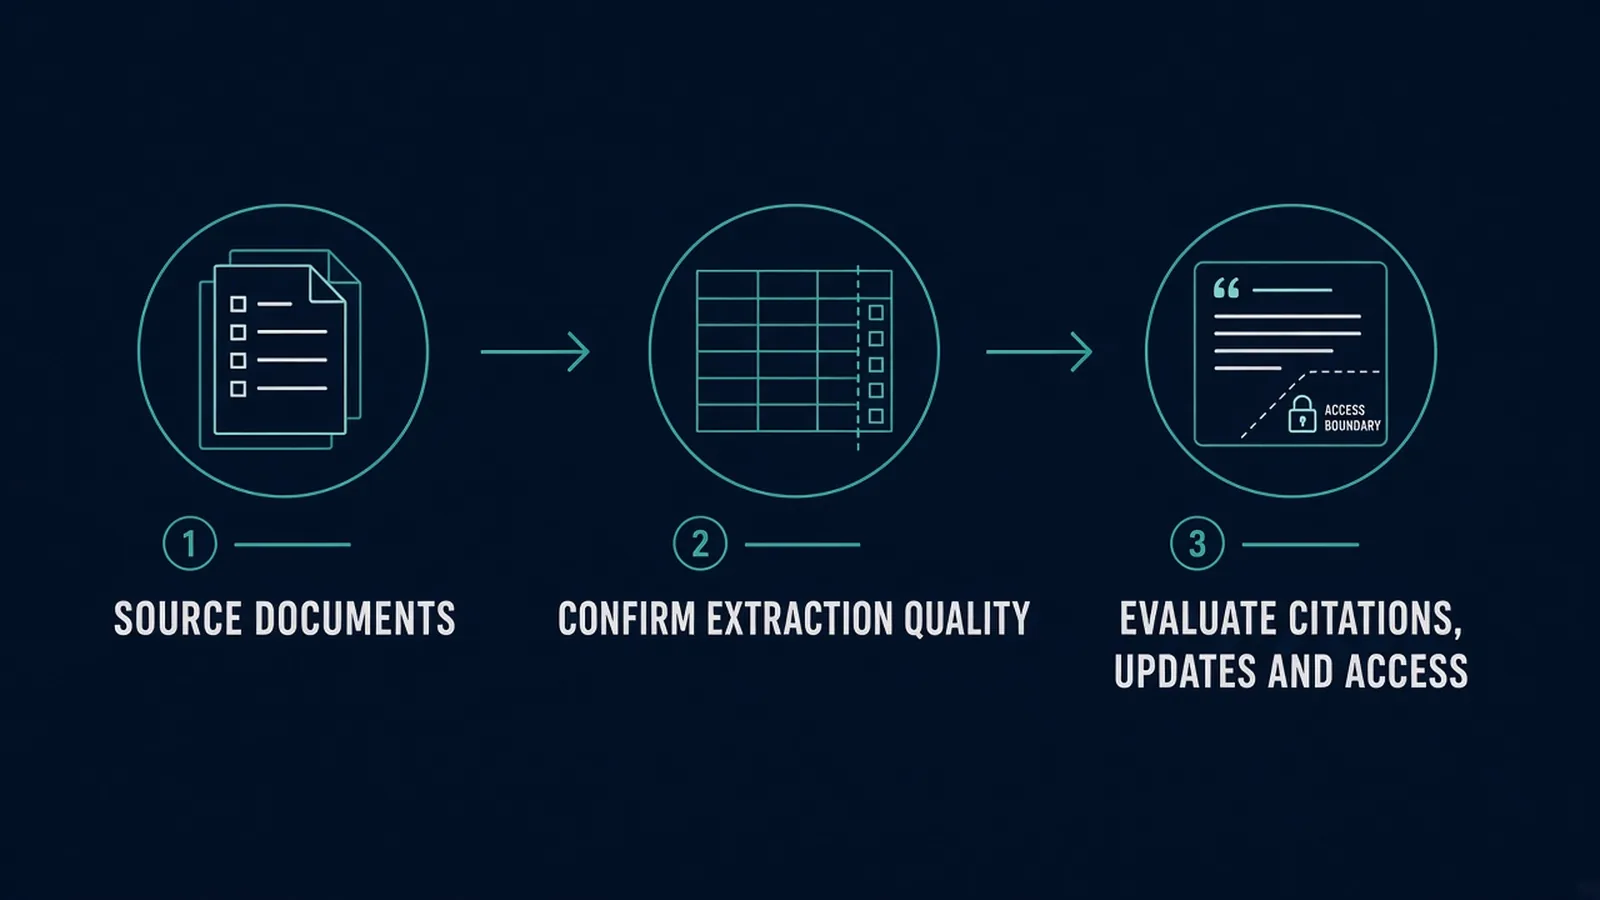 ACCESS
BOUNDARY
1
SOURCE DOCUMENTS
2
CONFIRM EXTRACTION QUALITY
3
EVALUATE CITATIONS,
UPDATES AND ACCESS